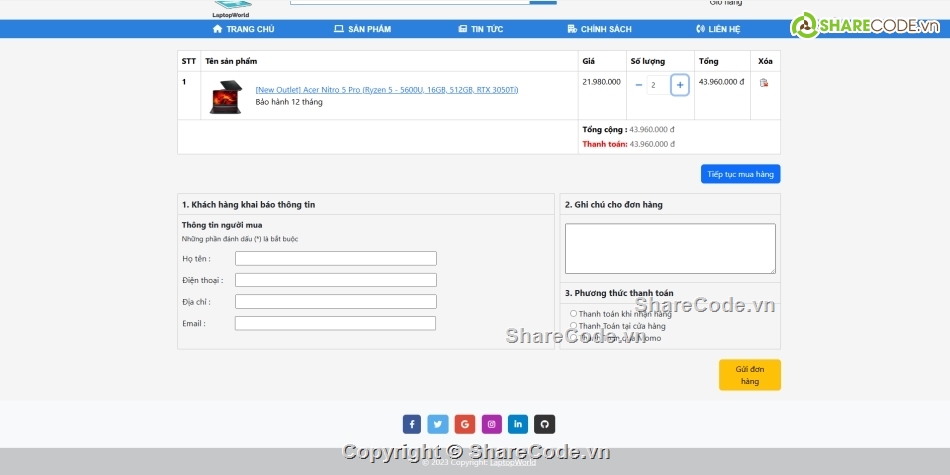 LaptopWorld
Giỏ hàng
SHARECODE.vn
TRANG CHỦ
SẢN PHẨM
TIN TỨC
CHÍNH SÁCH
LIÊN HỆ
STT Tên sản phẩm Giá Số lượng Tổng Xóa
1 [New Outlet] Acer Nitro 5 Pro (Ryzen 5 - 5600U, 16GB, 512GB, RTX 3050Ti) 21.980.000 − 2 + 43.960.000 đ
Bảo hành 12 tháng
Tổng cộng : 43.960.000 đ
Thanh toán: 43.960.000 đ
Tiếp tục mua hàng
1. Khách hàng khai báo thông tin
Thông tin người mua
Những phần đánh dấu (*) là bắt buộc
Họ tên :
Điện thoại :
Địa chỉ :
Email :
2. Ghi chú cho đơn hàng
3. Phương thức thanh toán
Thanh toán khi nhận hàng
Thanh Toán tại cửa hàng
Thanh toán qua Momo
ShareCode.vn
ShareCode.vn
Gửi đơn
hàng
Copyright © ShareCode.vn
© 2023 Copyright: LaptopWorld